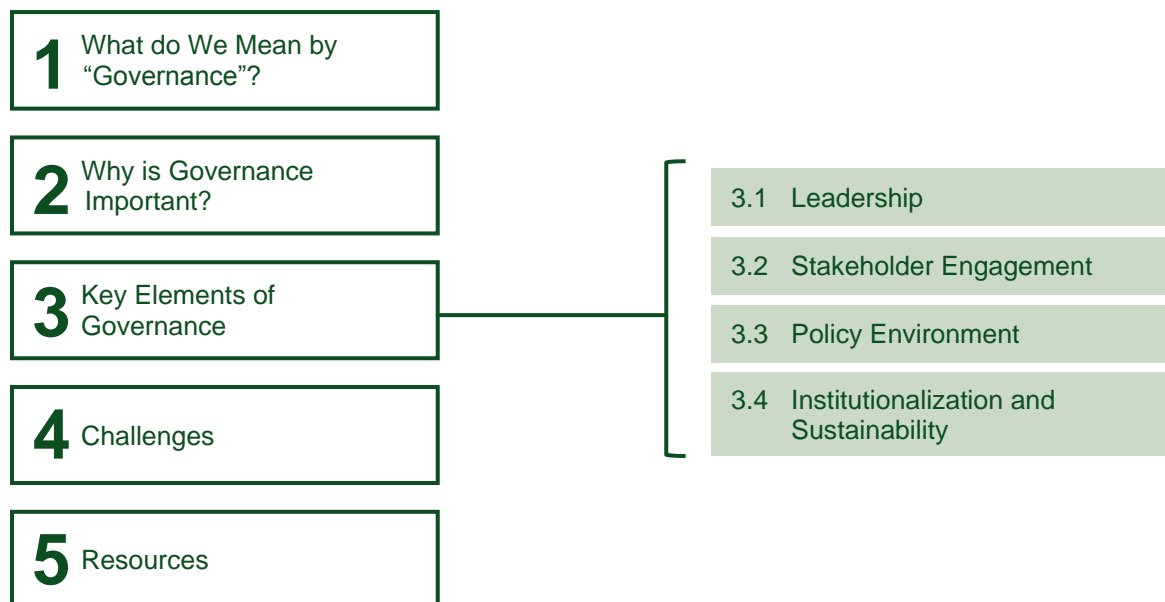 1 What do We Mean by
“Governance”?
2 Why is Governance
Important?
3 Key Elements of
Governance
3.1 Leadership
3.2 Stakeholder Engagement
3.3 Policy Environment
3.4 Institutionalization and
Sustainability
4 Challenges
5 Resources